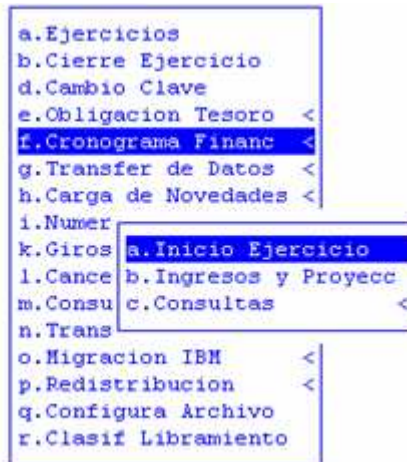 a.Ejercicios
b.Cierre Ejercicio
d.Cambio Clave
e.Obligacion Tesoro <
f.Cronograma Financ <
g.Transfer de Datos <
h.Carga de Novedades <
i.Numer
k.Giros
l.Cance
m.Consu
n.Trans
o.Migracion IBM <
p.Redistribucion <
q.Configura Archivo
r.Clasif Libramiento
a.Inicio Ejercicio
b.Ingresos y Proyecc
c.Consultas <